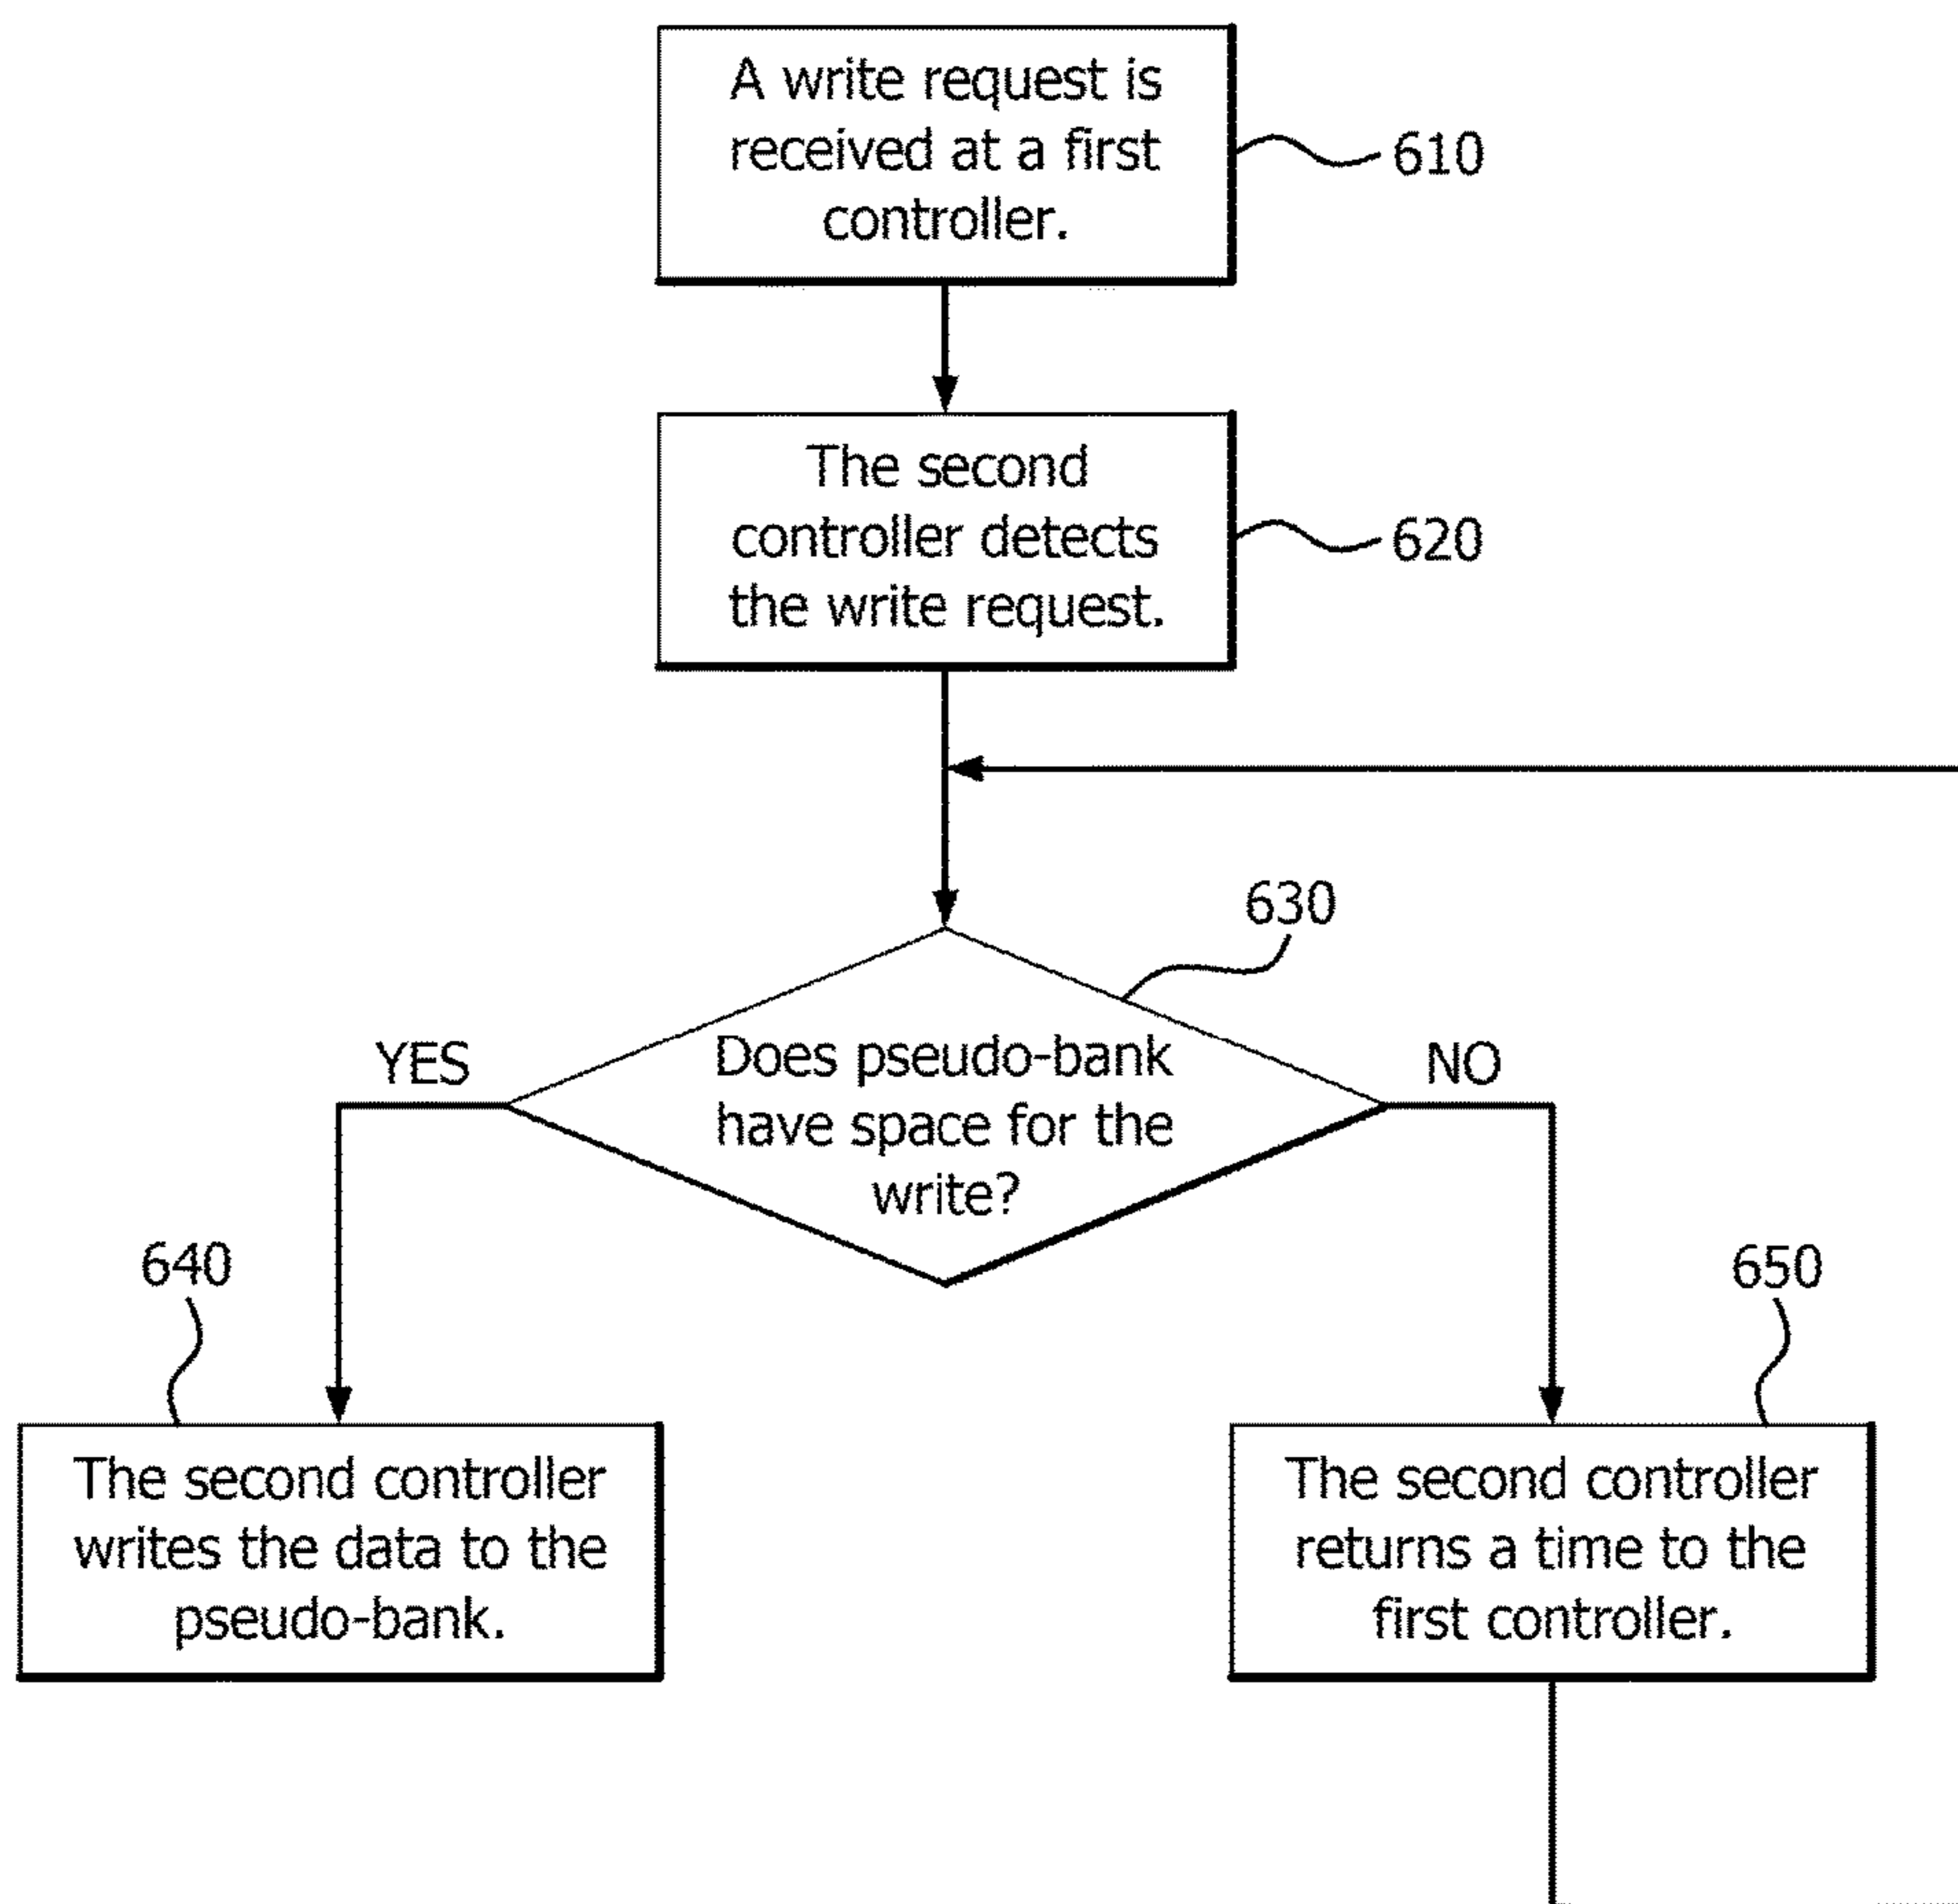 A write request is
received at a first
controller.
610
The second
controller detects
the write request.
620
630
YES
Does pseudo-bank
have space for the
write?
NO
640
650
The second controller
writes the data to the
pseudo-bank.
The second controller
returns a time to the
first controller.